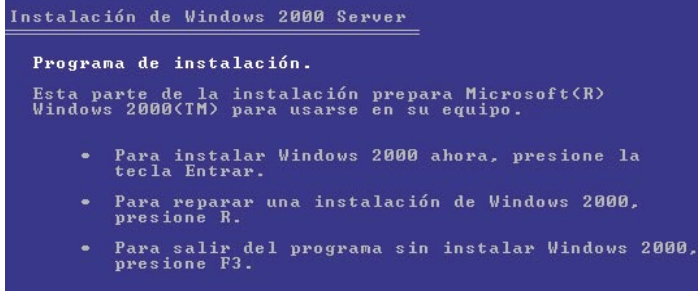 Instalación de Windows 2000 Server
Programa de instalación.
Esta parte de la instalación prepara Microsoft(R)
Windows 2000(TM) para usarse en su equipo.
• Para instalar Windows 2000 ahora, presione la
tecla Entrar.
• Para reparar una instalación de Windows 2000,
presione R.
• Para salir del programa sin instalar Windows 2000,
presione F3.